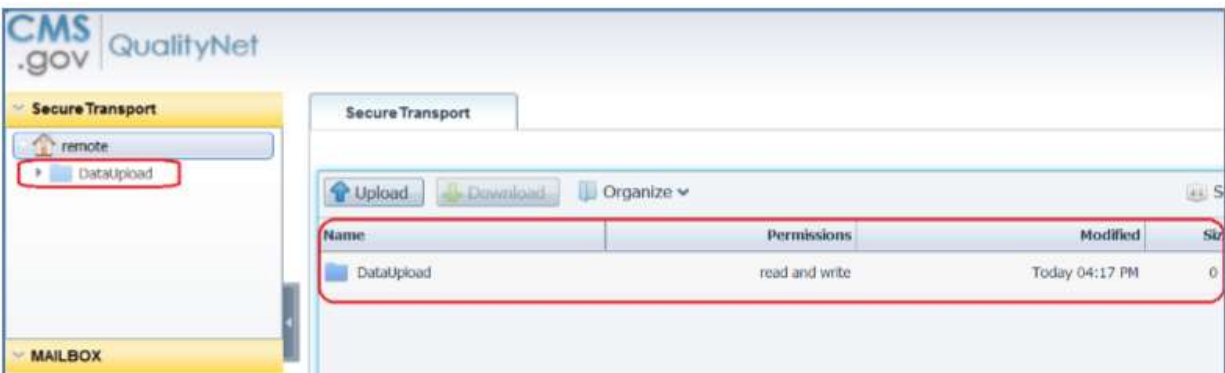 CMS
.gov
QualityNet
Secure Transport
remote
DataUpload
MAILBOX
Secure Transport
Upload Download Organize
S
Name Permissions Modified Siz
DataUpload read and write Today 04:17 PM 0